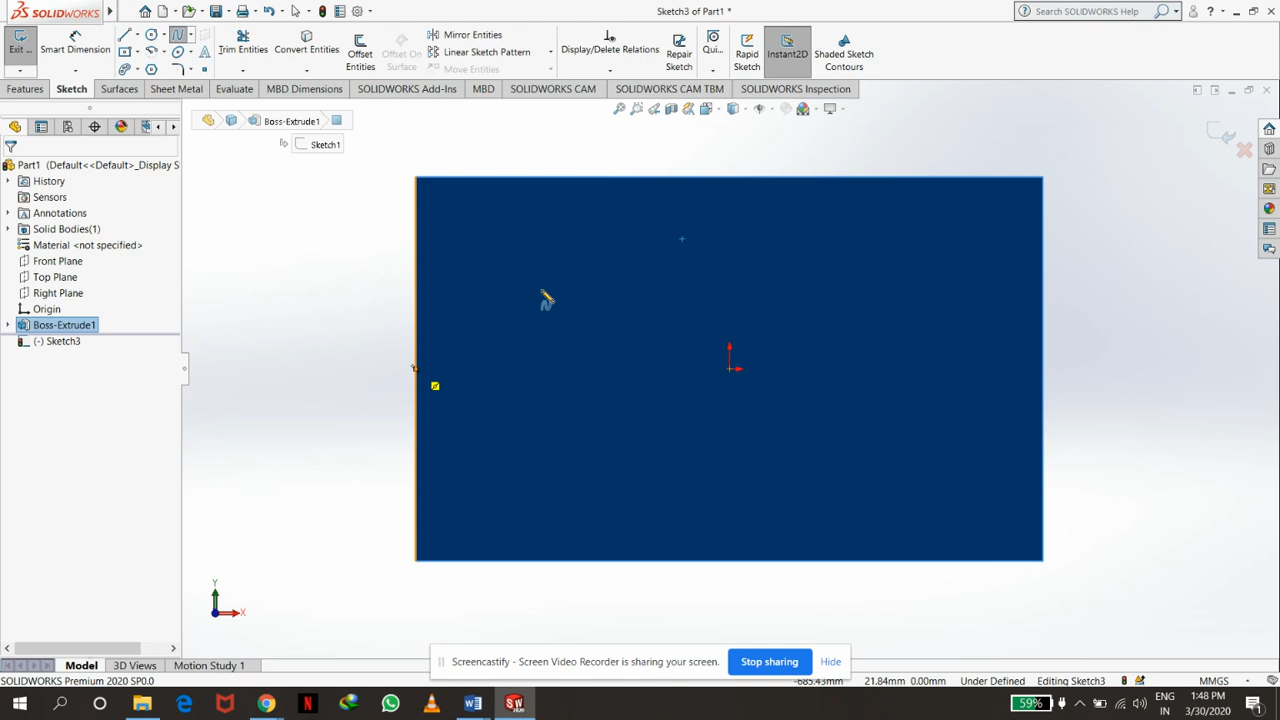 SOLIDWORKS
Sketch3 of Part1 *
Search SOLIDWORKS Help
Exit ...
Smart Dimension
Trim Entities
Convert Entities
Offset Entities
Offset On Surface
Mirror Entities
Linear Sketch Pattern
Move Entities
Display/Delete Relations
Repair Sketch
Qui...
Rapid Sketch
Instant2D
Shaded Sketch Contours
Features
Sketch
Surfaces
Sheet Metal
Evaluate
MBD Dimensions
SOLIDWORKS Add-Ins
MBD
SOLIDWORKS CAM
SOLIDWORKS CAM TBM
SOLIDWORKS Inspection
Boss-Extrude1
Sketch1
Part1 (Default<<Default>_Display S
History
Sensors
Annotations
Solid Bodies(1)
Material <not specified>
Front Plane
Top Plane
Right Plane
Origin
Boss-Extrude1
(-) Sketch3
Y
X
Screencastify - Screen Video Recorder is sharing your screen.
Stop sharing
Hide
Model
3D Views
Motion Study 1
SOLIDWORKS Premium 2020 SP0.0
-685.43mm
21.84mm 0.00mm
Under Defined
Editing Sketch3
MMGS
59%
ENG
IN
1:48 PM
3/30/2020
1